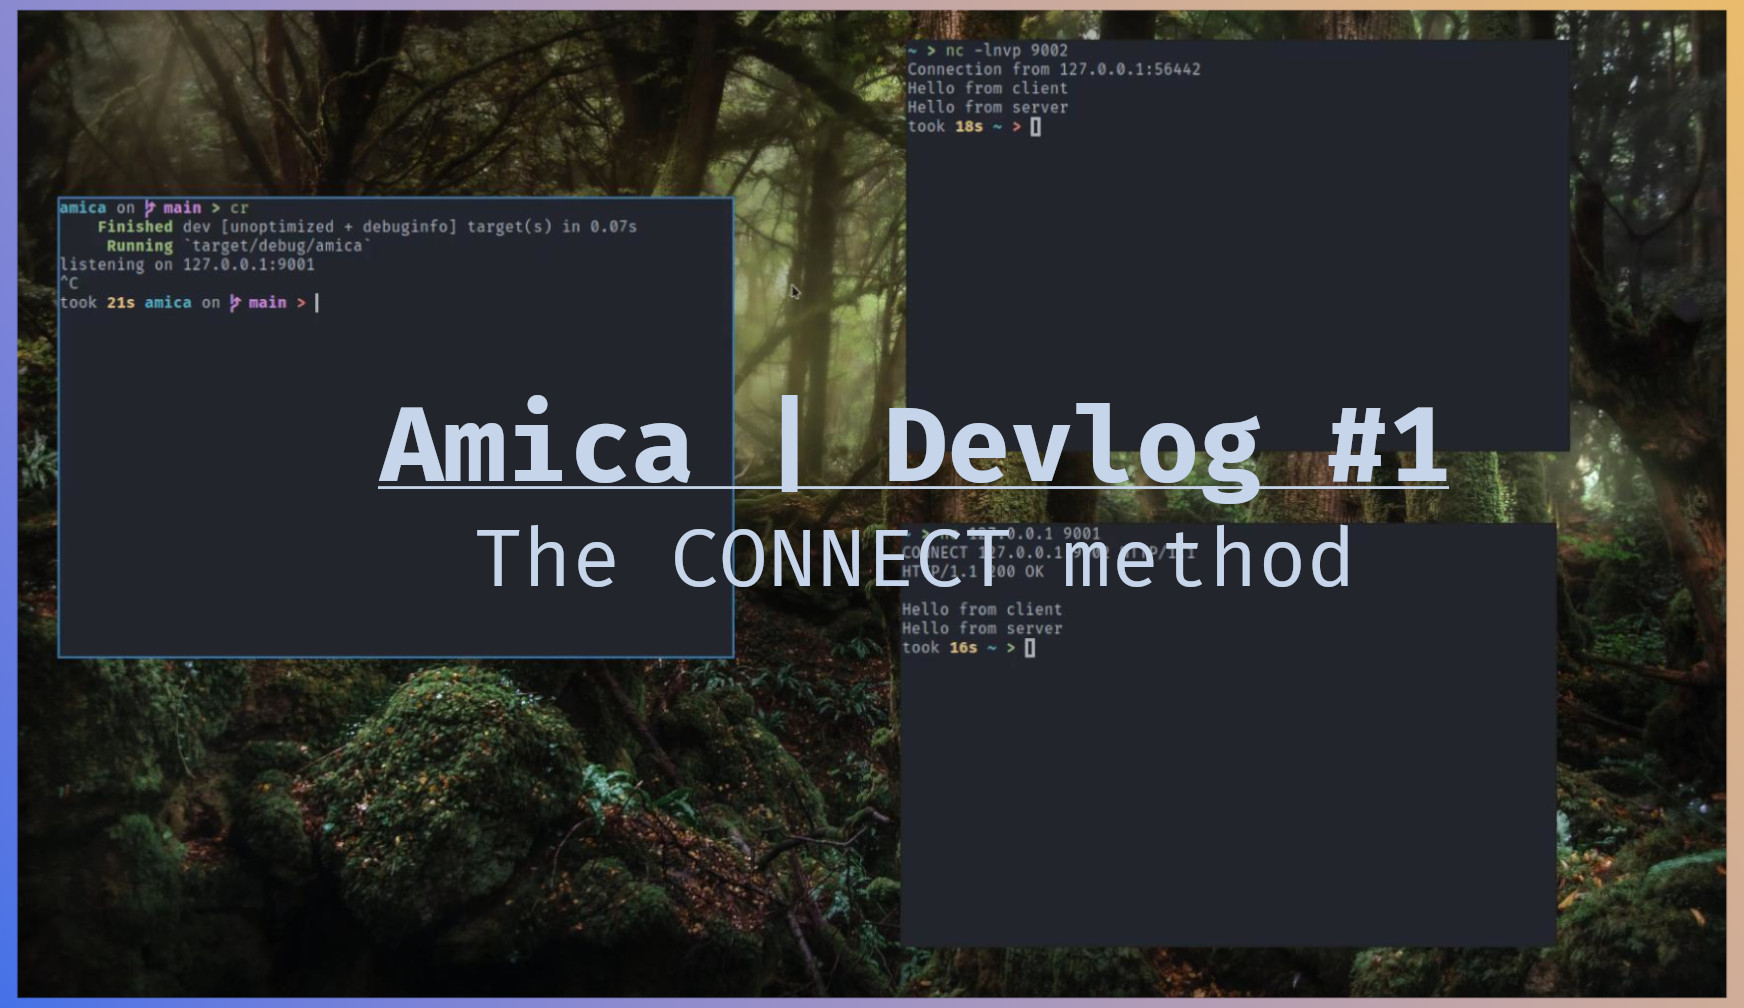 amica on main > cr
Finished dev [unoptimized + debuginfo] target(s) in 0.07s
Running `target/debug/amica`
listening on 127.0.0.1:9001
^C
took 21s amica on main >
~ > nc -lnvp 9002
Connection from 127.0.0.1:56442
Hello from client
Hello from server
took 18s ~ >
Amica | Devlog #1
The CONNECT method
> nc 127.0.0.1 9001
CONNECT 127.0.0.1
HTTP/1.1 200 OK
Hello from client
Hello from server
took 16s ~ >